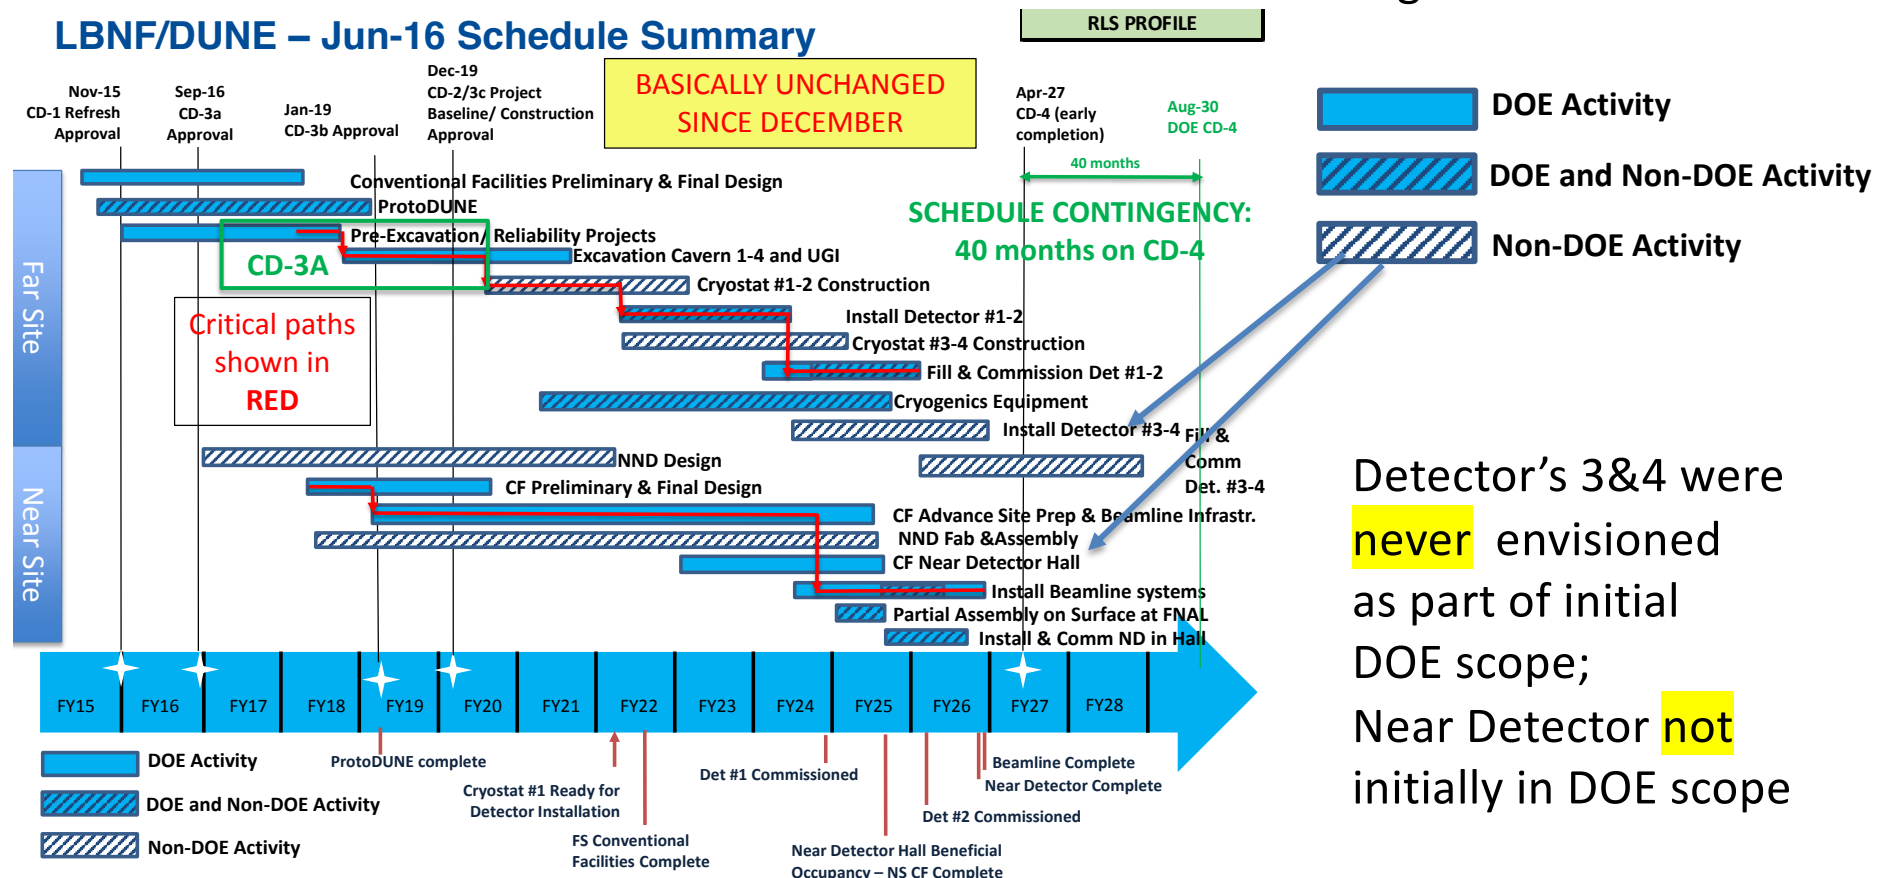 RLS PROFILE
LBNF/DUNE – Jun-16 Schedule Summary
BASICALLY UNCHANGED
SINCE DECEMBER
Nov-15
CD-1 Refresh
Approval
Sep-16
CD-3a
Approval
Jan-19
CD-3b Approval
Dec-19
CD-2/3c Project
Baseline/ Construction
Approval
Apr-27
CD-4 (early
completion)
Aug-30
DOE CD-4
40 months
SCHEDULE CONTINGENCY:
40 months on CD-4
DOE Activity
DOE and Non-DOE Activity
Non-DOE Activity
Far Site
Conventional Facilities Preliminary & Final Design
ProtoDUNE
Pre-Excavation/ Reliability Projects
CD-3A
Excavation Cavern 1-4 and UGI
Cryostat #1-2 Construction
Critical paths
shown in
RED
Install Detector #1-2
Cryostat #3-4 Construction
Fill & Commission Det #1-2
Cryogenics Equipment
Install Detector #3-4
Fill &
Comm
Det. #3-4
Near Site
NND Design
CF Preliminary & Final Design
CF Advance Site Prep & Beamline Infrastr.
NND Fab &Assembly
CF Near Detector Hall
Install Beamline systems
Partial Assembly on Surface at FNAL
Install & Comm ND in Hall
FY15 FY16 FY17 FY18 FY19 FY20 FY21 FY22 FY23 FY24 FY25 FY26 FY27 FY28
DOE Activity
DOE and Non-DOE Activity
Non-DOE Activity
ProtoDUNE complete
Cryostat #1 Ready for
Detector Installation
FS Conventional
Facilities Complete
Det #1 Commissioned
Near Detector Hall Beneficial
Occupancy – NS CF Complete
Det #2 Commissioned
Beamline Complete
Near Detector Complete
Detector's 3&4 were
never envisioned
as part of initial
DOE scope;
Near Detector not
initially in DOE scope